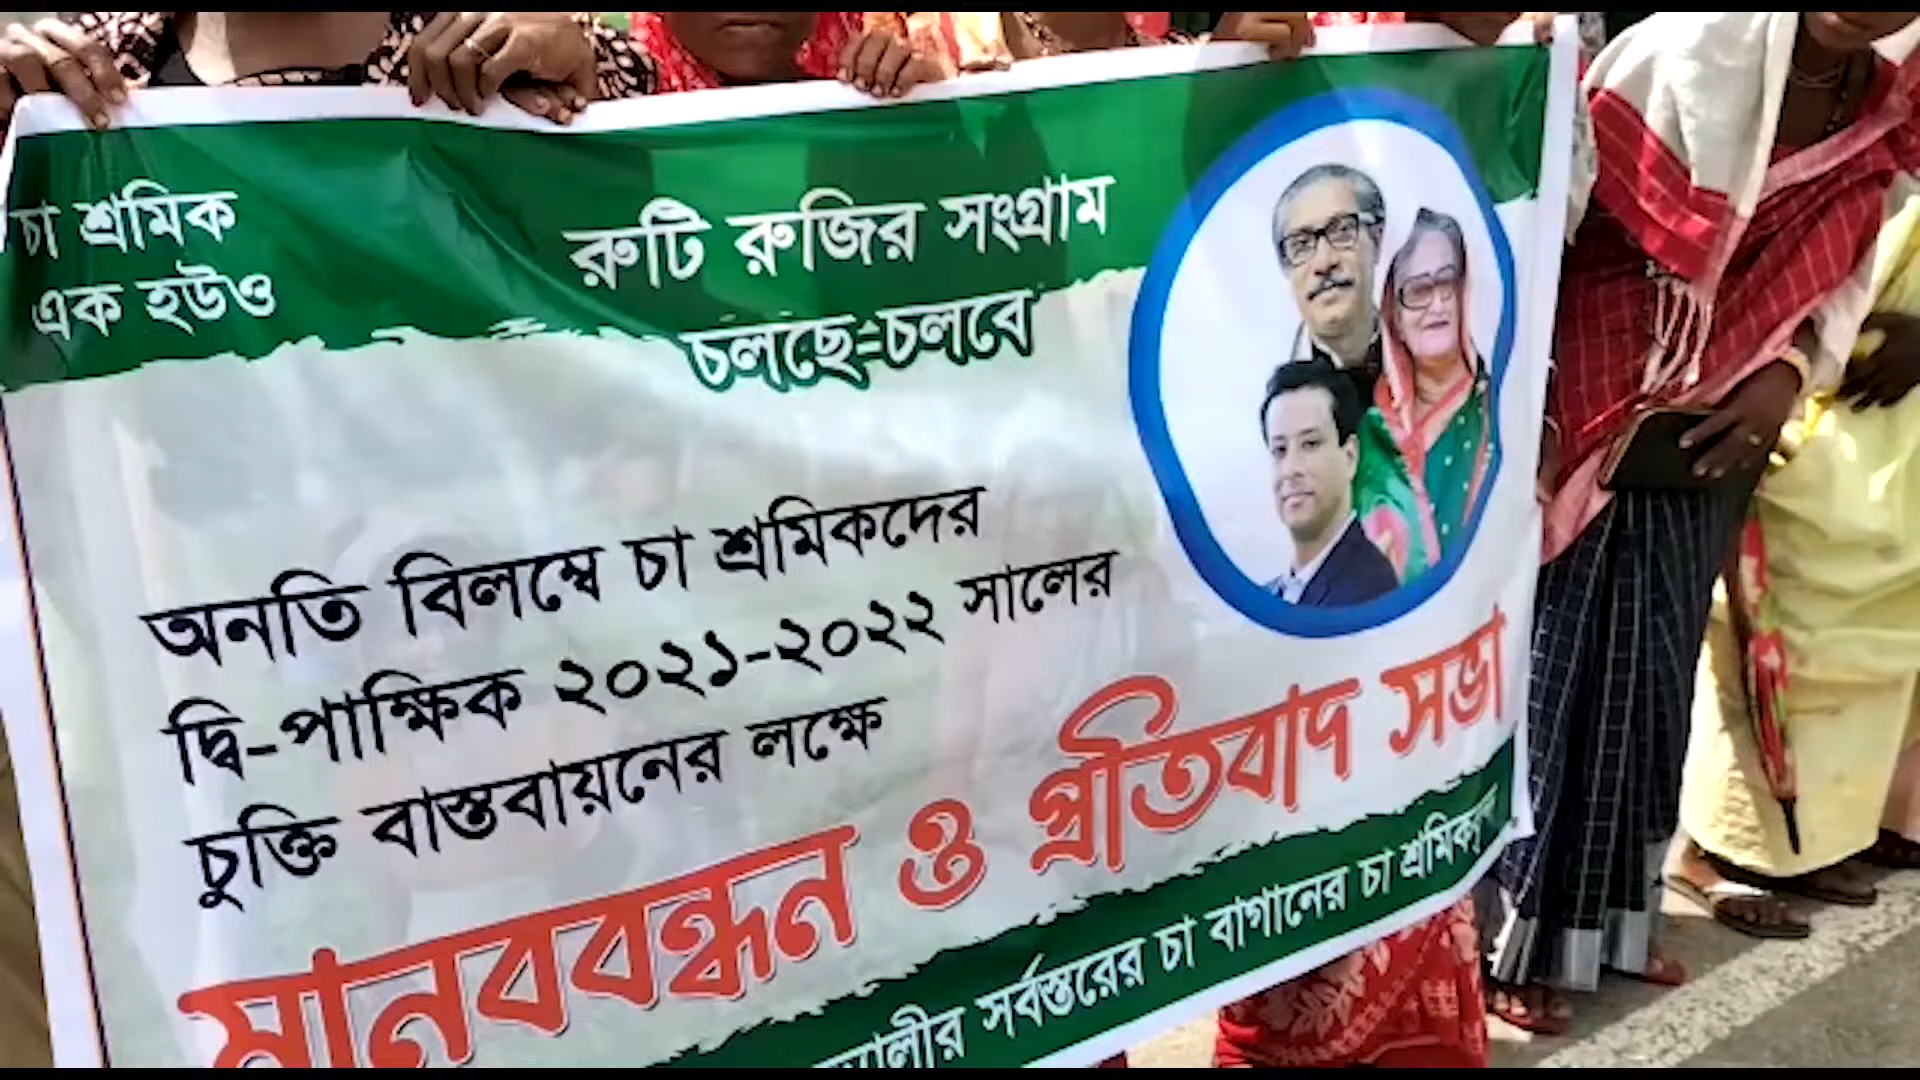 চা শ্রমিক
এক হউও
রুটি রুজির সংগ্রাম
চলছে-চলবে
অনতি বিলম্বে চা শ্রমিকদের
দ্বি-পাক্ষিক ২০২১-২০২২ সালের
চুক্তি বাস্তবায়নের লক্ষে
মানববন্ধন ও প্রতিবাদ সভা
সর্বস্তরের চা বাগানের চা শ্রমিক